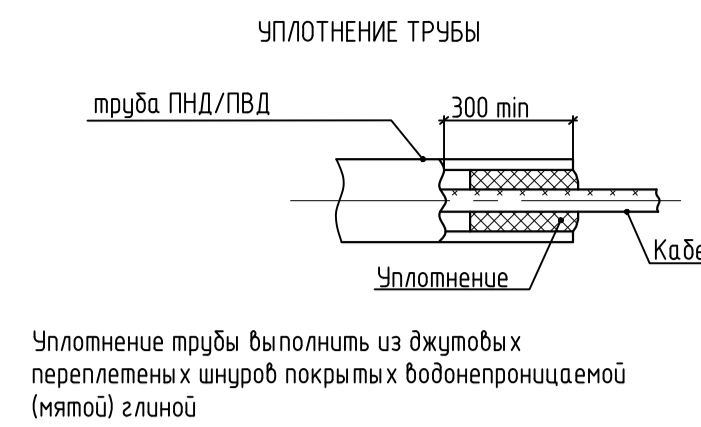 УПЛОТНЕНИЕ ТРУБЫ
труба ПНД/ПВД
300 min
Уплотнение
Уплотнение трубы выполнить из джутовых
переплетеных шнуров покрытых водонепроницаемой
(мятой) глиной